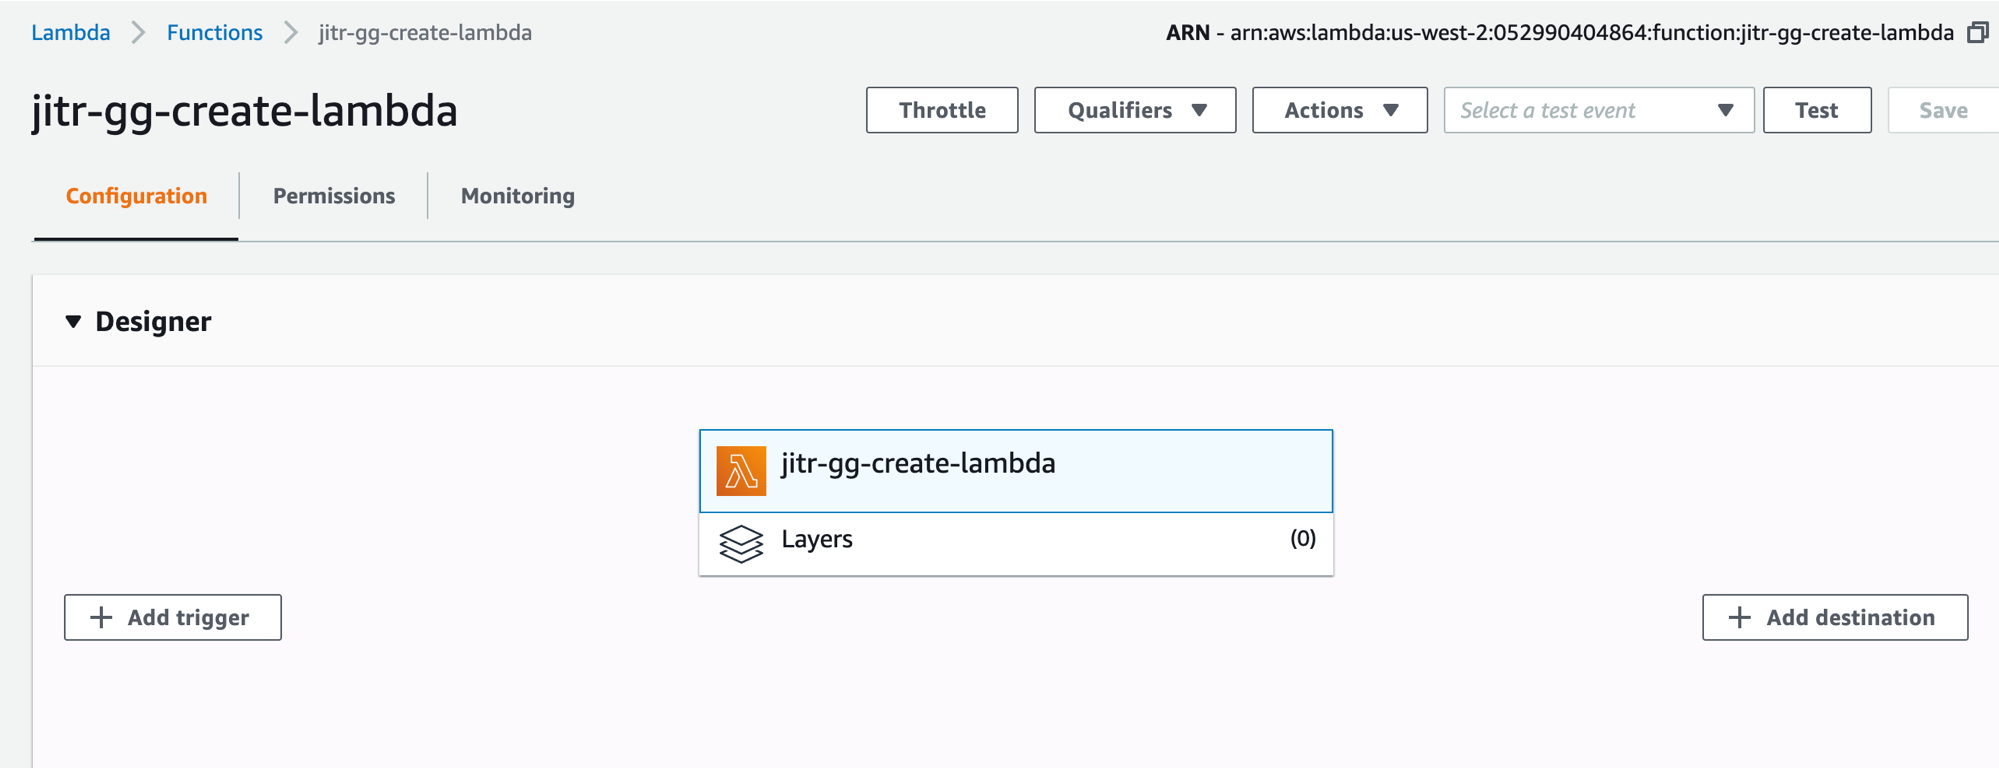 Lambda Functions jitr-gg-create-lambda ARN - arn:aws:lambda:us-west-2:052990404864:function:jitr-gg-create-lambda
jitr-gg-create-lambda Throttle Qualifiers Actions Select a test event Test Save
Configuration Permissions Monitoring
Designer
jitr-gg-create-lambda
Layers (0)
Add trigger Add destination